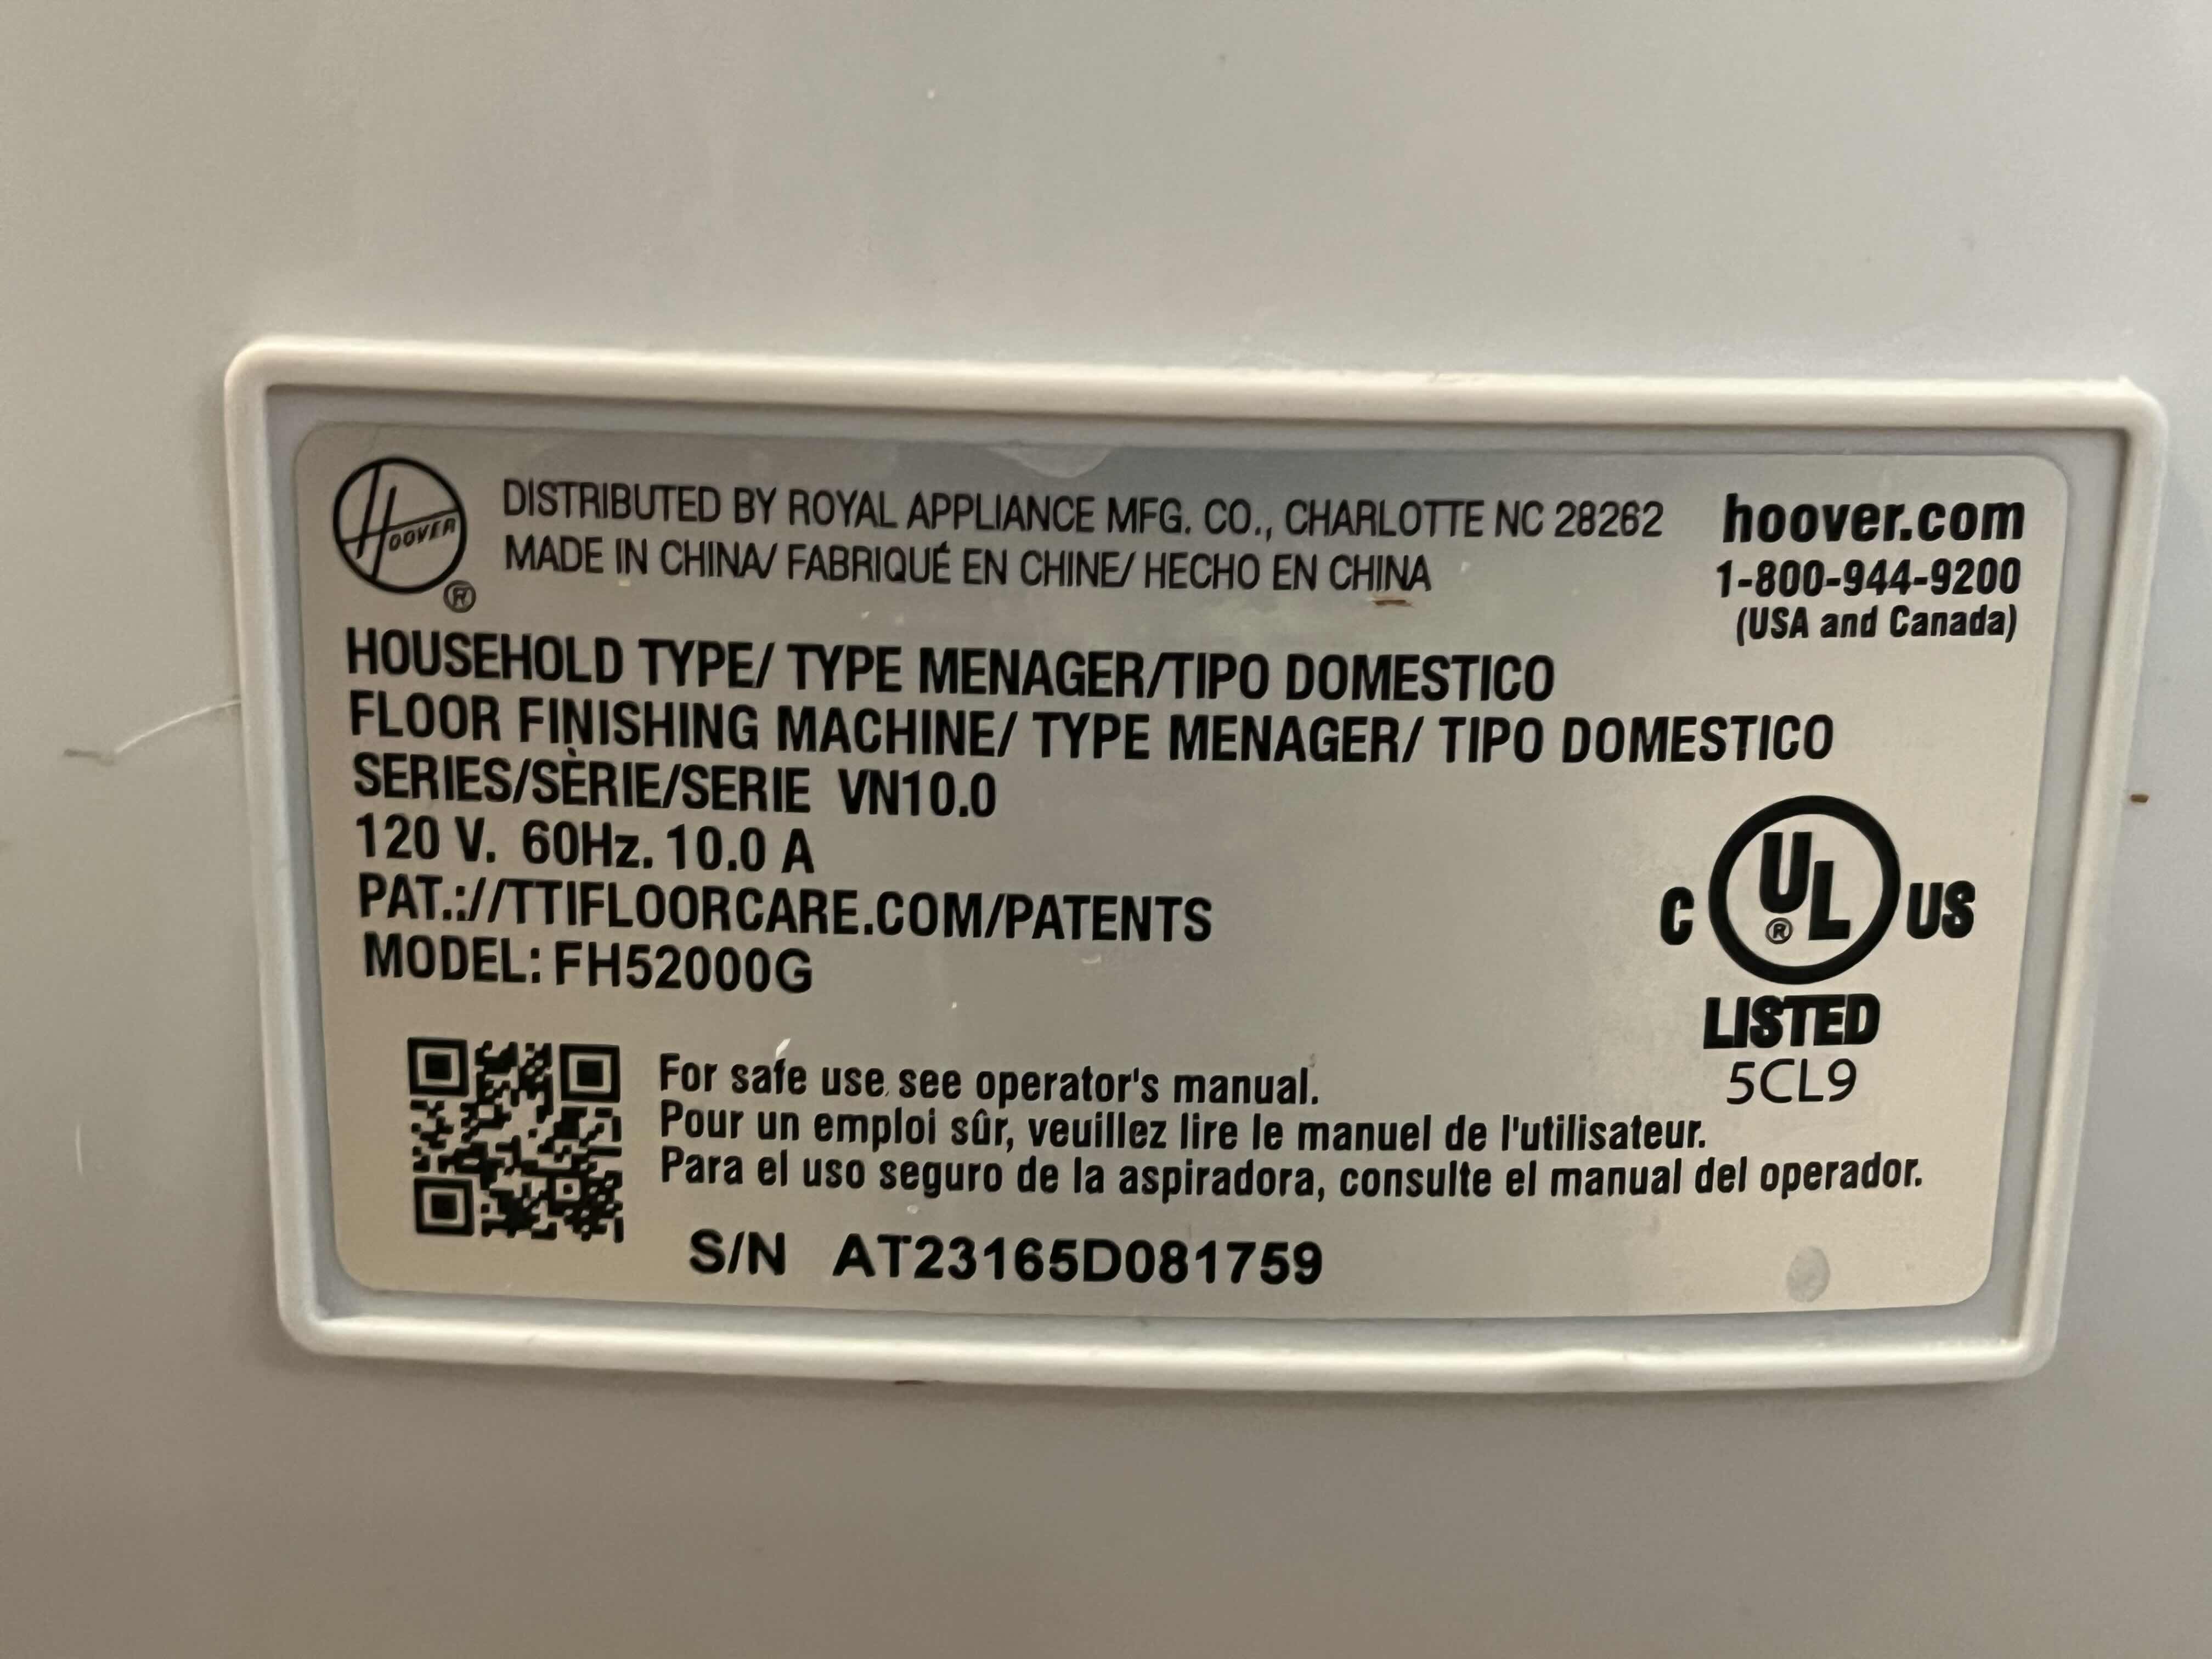 HOOVER ®
DISTRIBUTED BY ROYAL APPLIANCE MFG. CO., CHARLOTTE NC 28262
MADE IN CHINA/ FABRIQUÉ EN CHINE/ HECHO EN CHINA
hoover.com
1-800-944-9200
(USA and Canada)
HOUSEHOLD TYPE/ TYPE MENAGER/TIPO DOMESTICO
FLOOR FINISHING MACHINE/ TYPE MENAGER/ TIPO DOMESTICO
SERIES/SÈRIE/SERIE VN10.0
120 V. 60Hz. 10.0 A
PAT.://TTIFLOORCARE.COM/PATENTS
MODEL: FH52000G
C UL ® US
LISTED
5CL9
For safe use see operator's manual.
Pour un emploi sûr, veuillez lire le manuel de l'utilisateur.
Para el uso seguro de la aspiradora, consulte el manual del operador.
S/N AT23165D081759